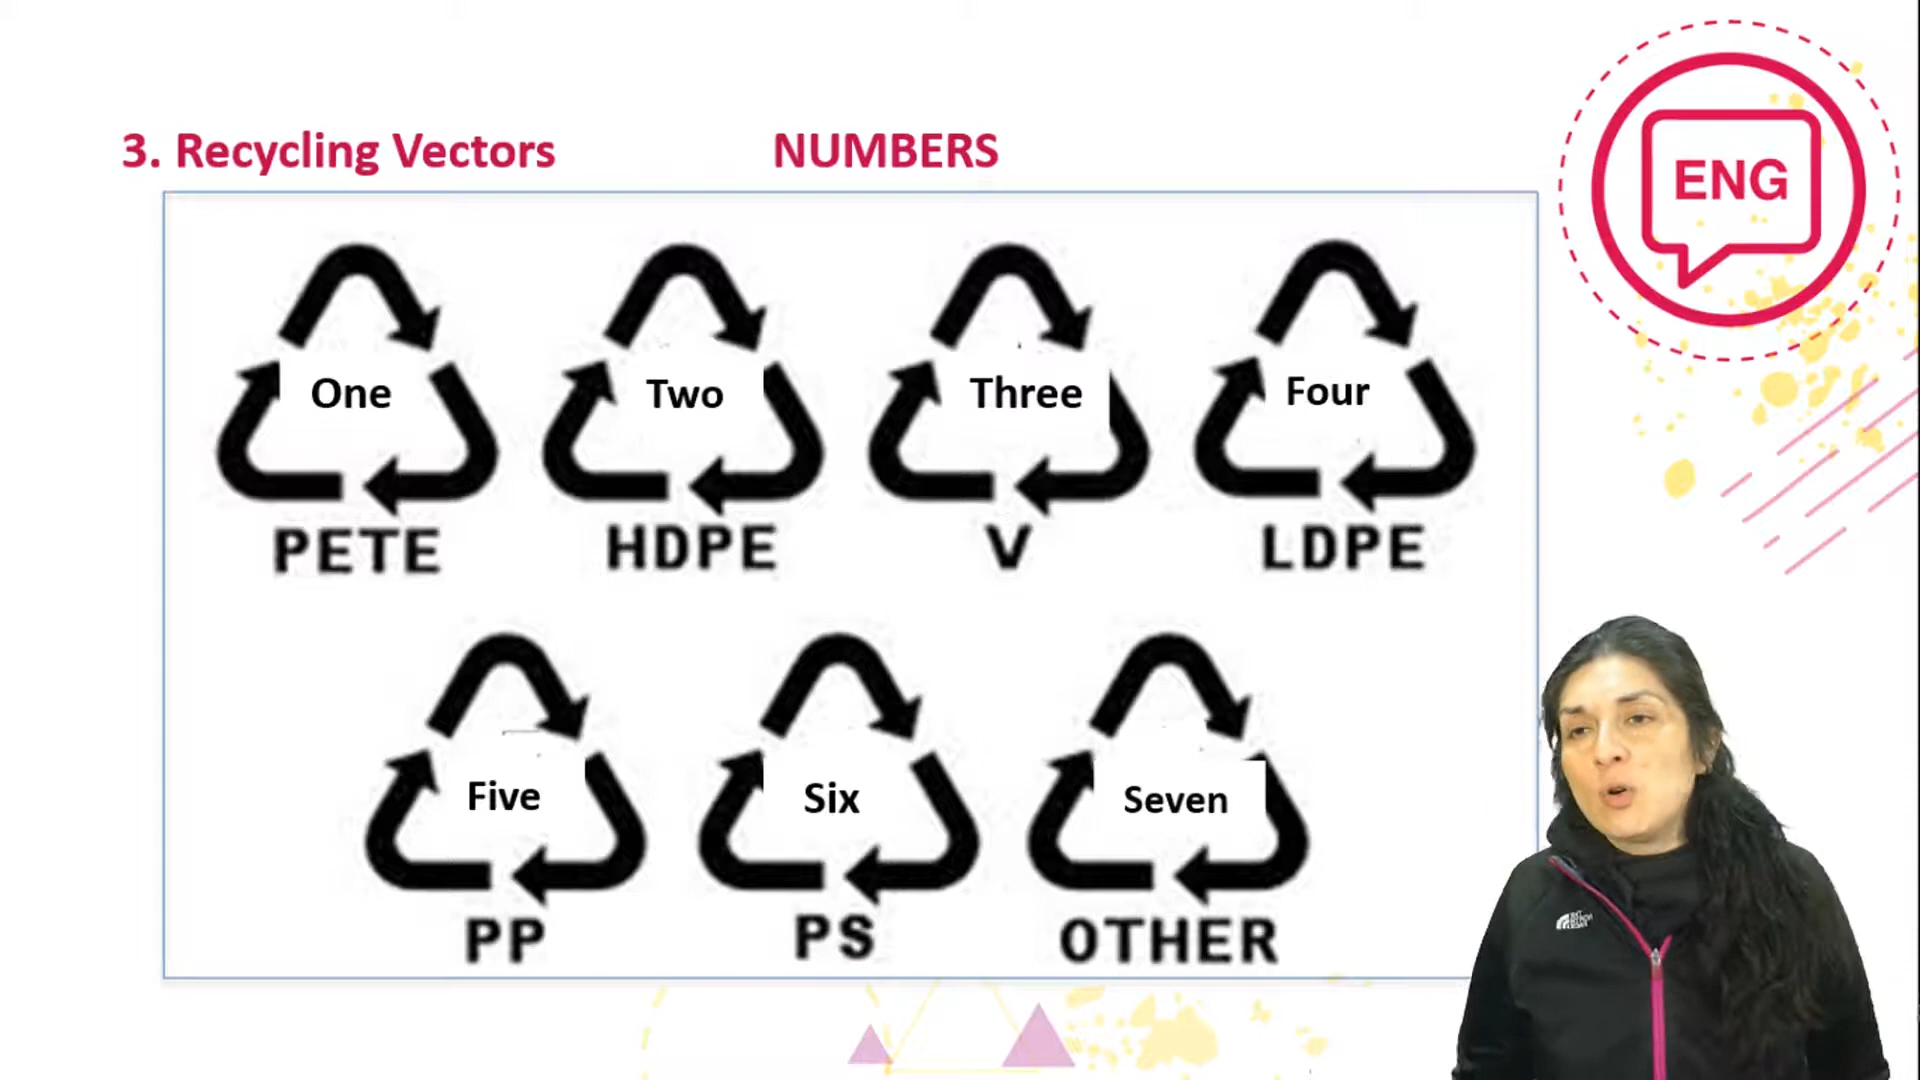 3. Recycling Vectors NUMBERS
ENG
One Two Three Four
PETE HDPE V LDPE
Five Six Seven
PP PS OTHER